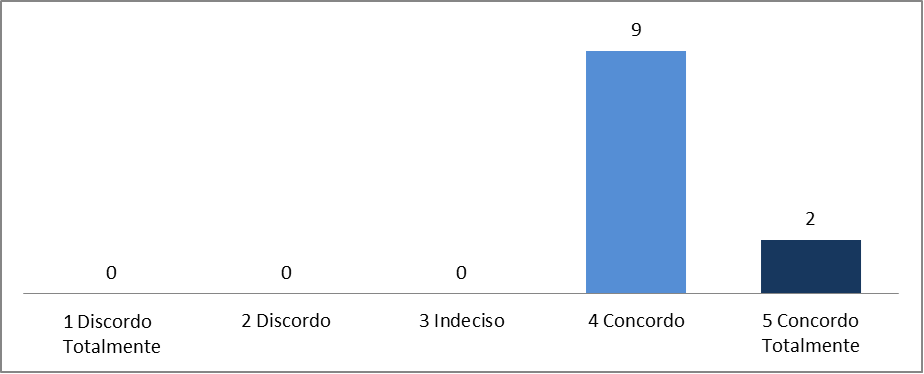 9
2
0 0 0
1 Discordo Totalmente
2 Discordo
3 Indeciso
4 Concordo
5 Concordo Totalmente